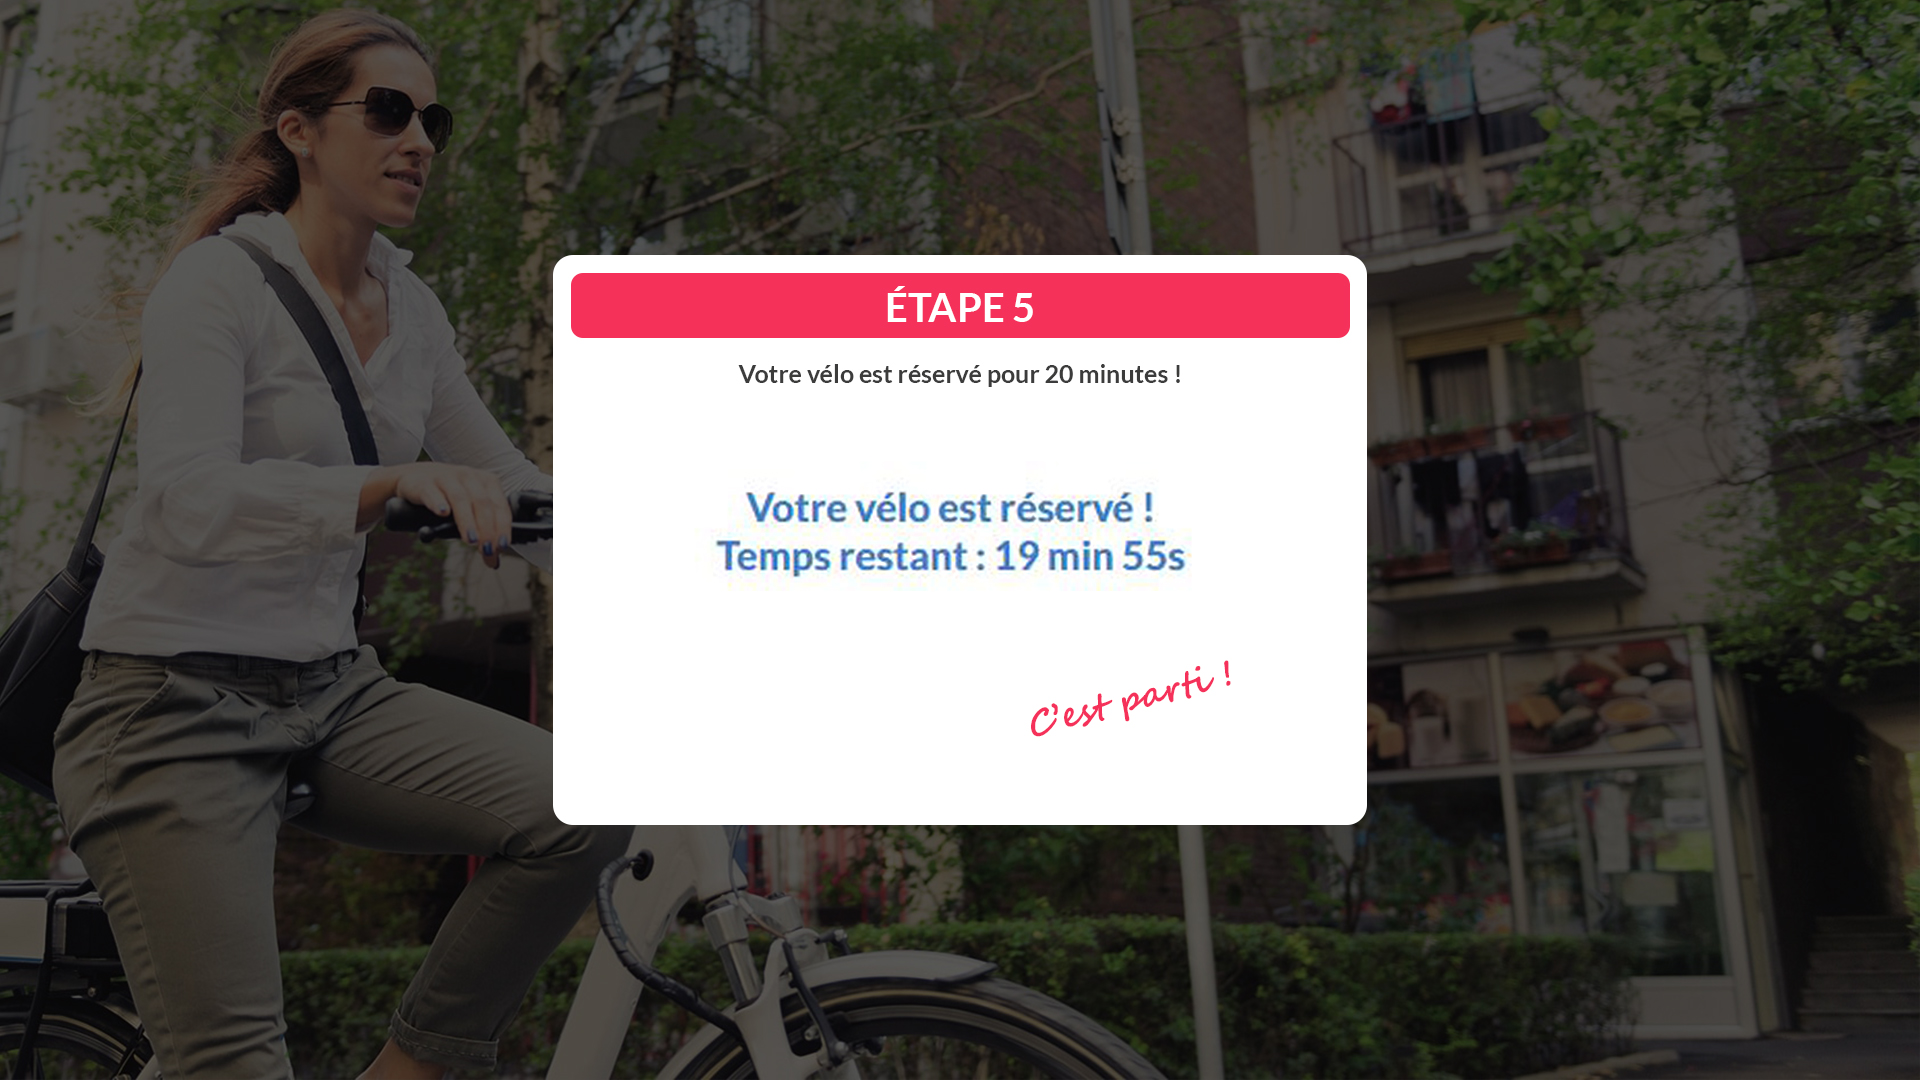 ÉTAPE 5
Votre vélo est réservé pour 20 minutes !
Votre vélo est réservé !
Temps restant : 19 min 55s
C'est parti !